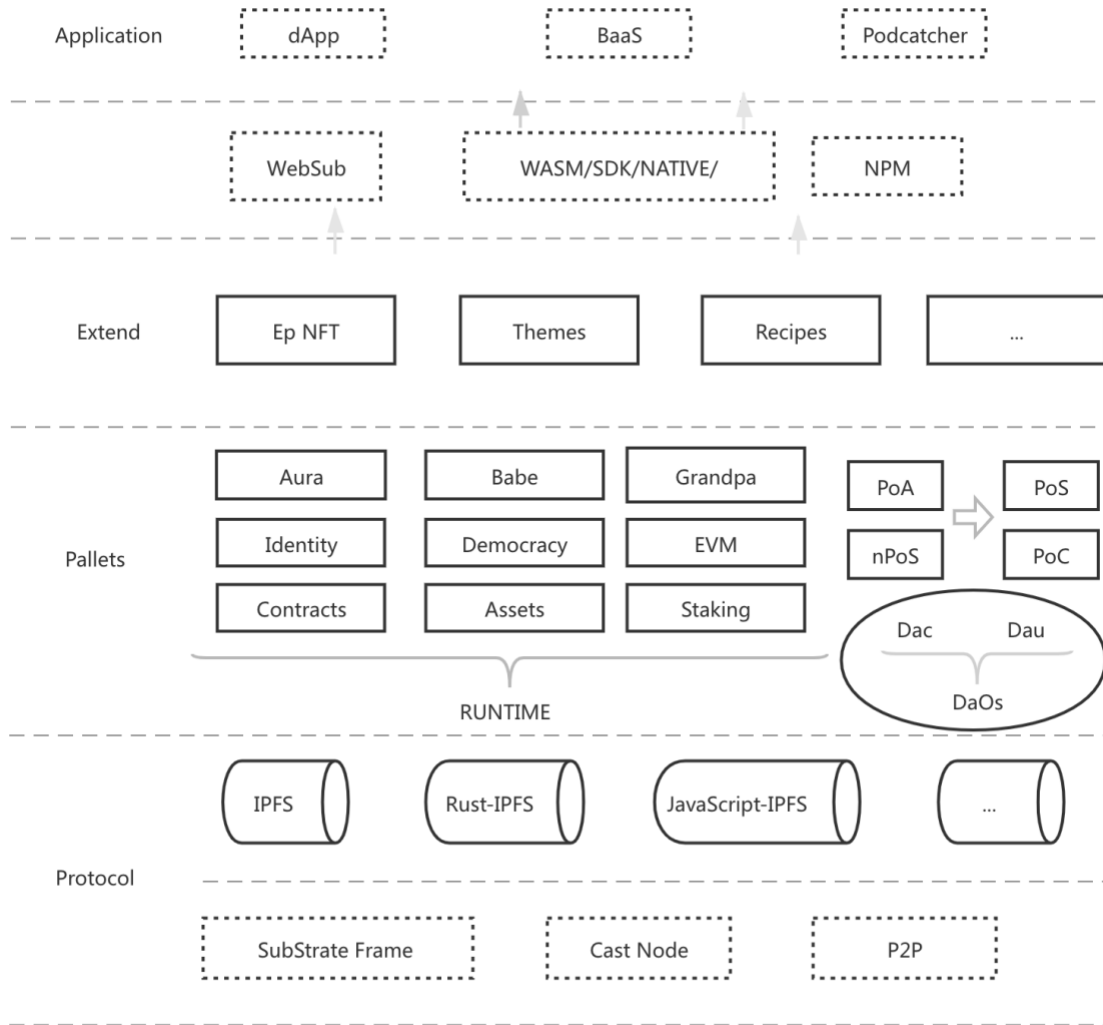 Application
dApp
BaaS
Podcatcher
WebSub
WASM/SDK/NATIVE/
NPM
Extend
Ep NFT
Themes
Recipes
...
Pallets
Aura
Babe
Grandpa
PoA
PoS
Identity
Democracy
EVM
nPoS
PoC
Contracts
Assets
Staking
Dac
Dau
DaOs
RUNTIME
Protocol
IPFS
Rust-IPFS
JavaScript-IPFS
...
SubStrate Frame
Cast Node
P2P